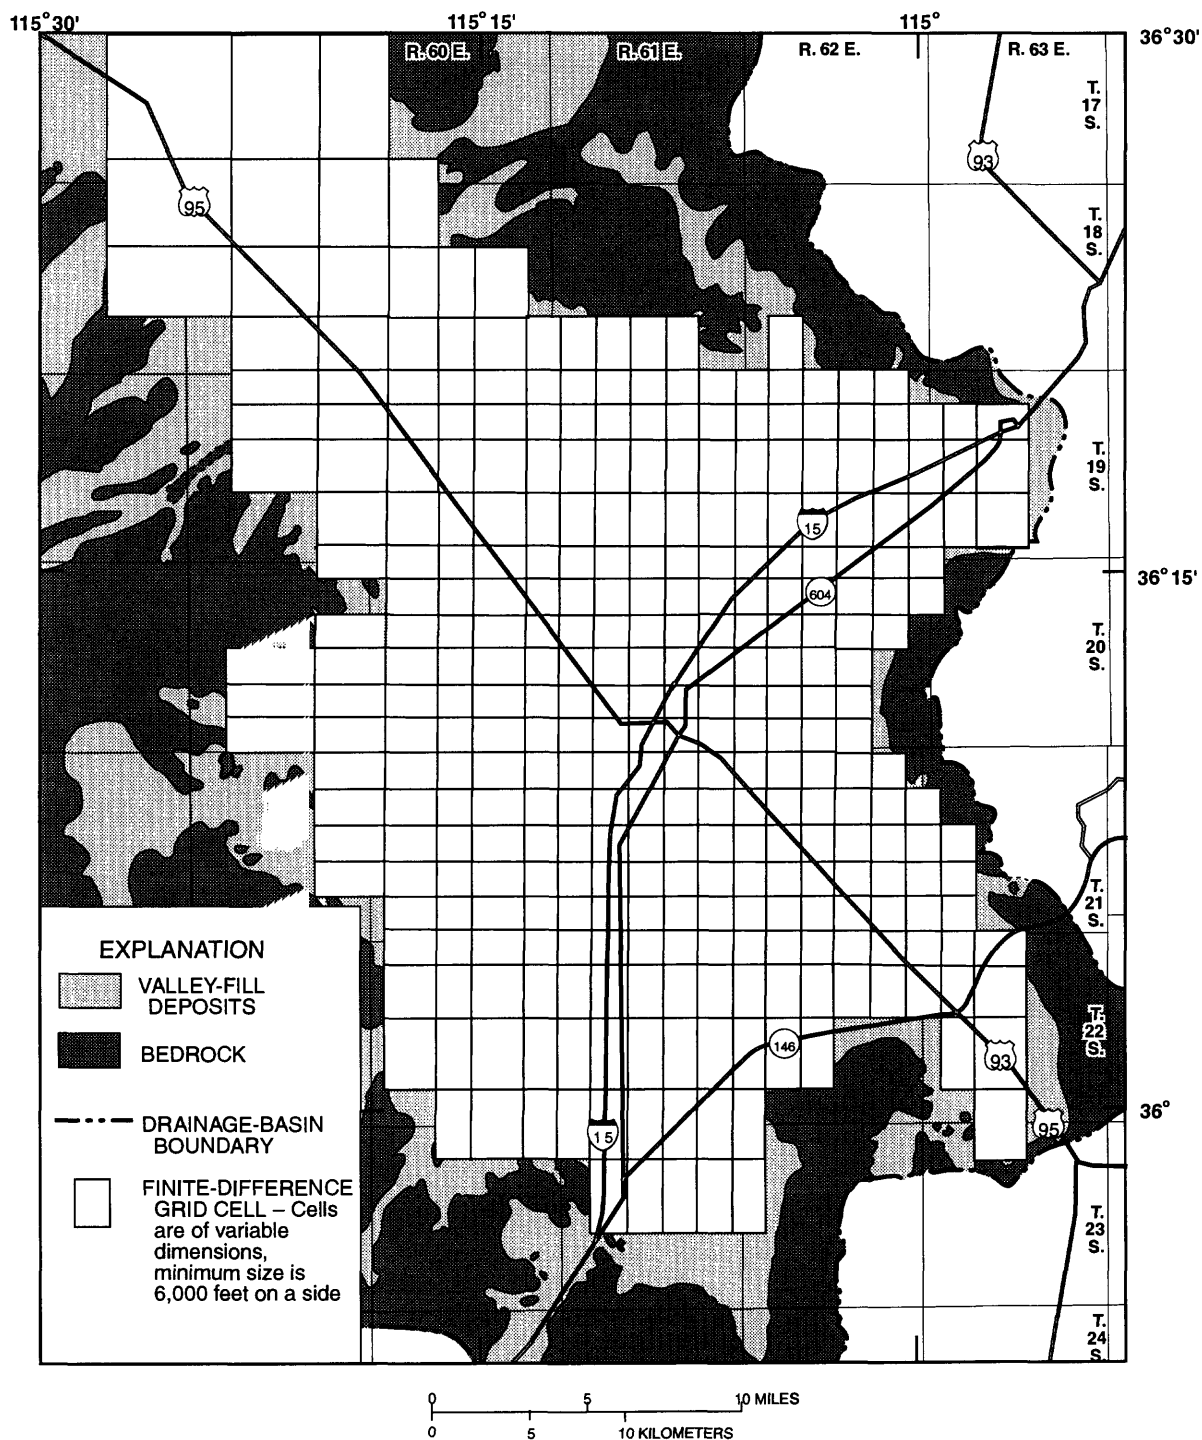 115° 30'
115° 15'
115°
36° 30'
R. 60 E.
R. 61 E.
R. 62 E.
R. 63 E.
T.
17
S.
93
95
T.
18
S.
T.
19
S.
15
36° 15'
604
T.
20
S.
T.
21
S.
EXPLANATION
VALLEY-FILL
DEPOSITS
BEDROCK
DRAINAGE-BASIN
BOUNDARY
FINITE-DIFFERENCE
GRID CELL – Cells
are of variable
dimensions,
minimum size is
6,000 feet on a side
T.
22
S.
146
93
36°
95
15
T.
23
S.
T.
24
S.
0 5 10 MILES
0 5 10 KILOMETERS